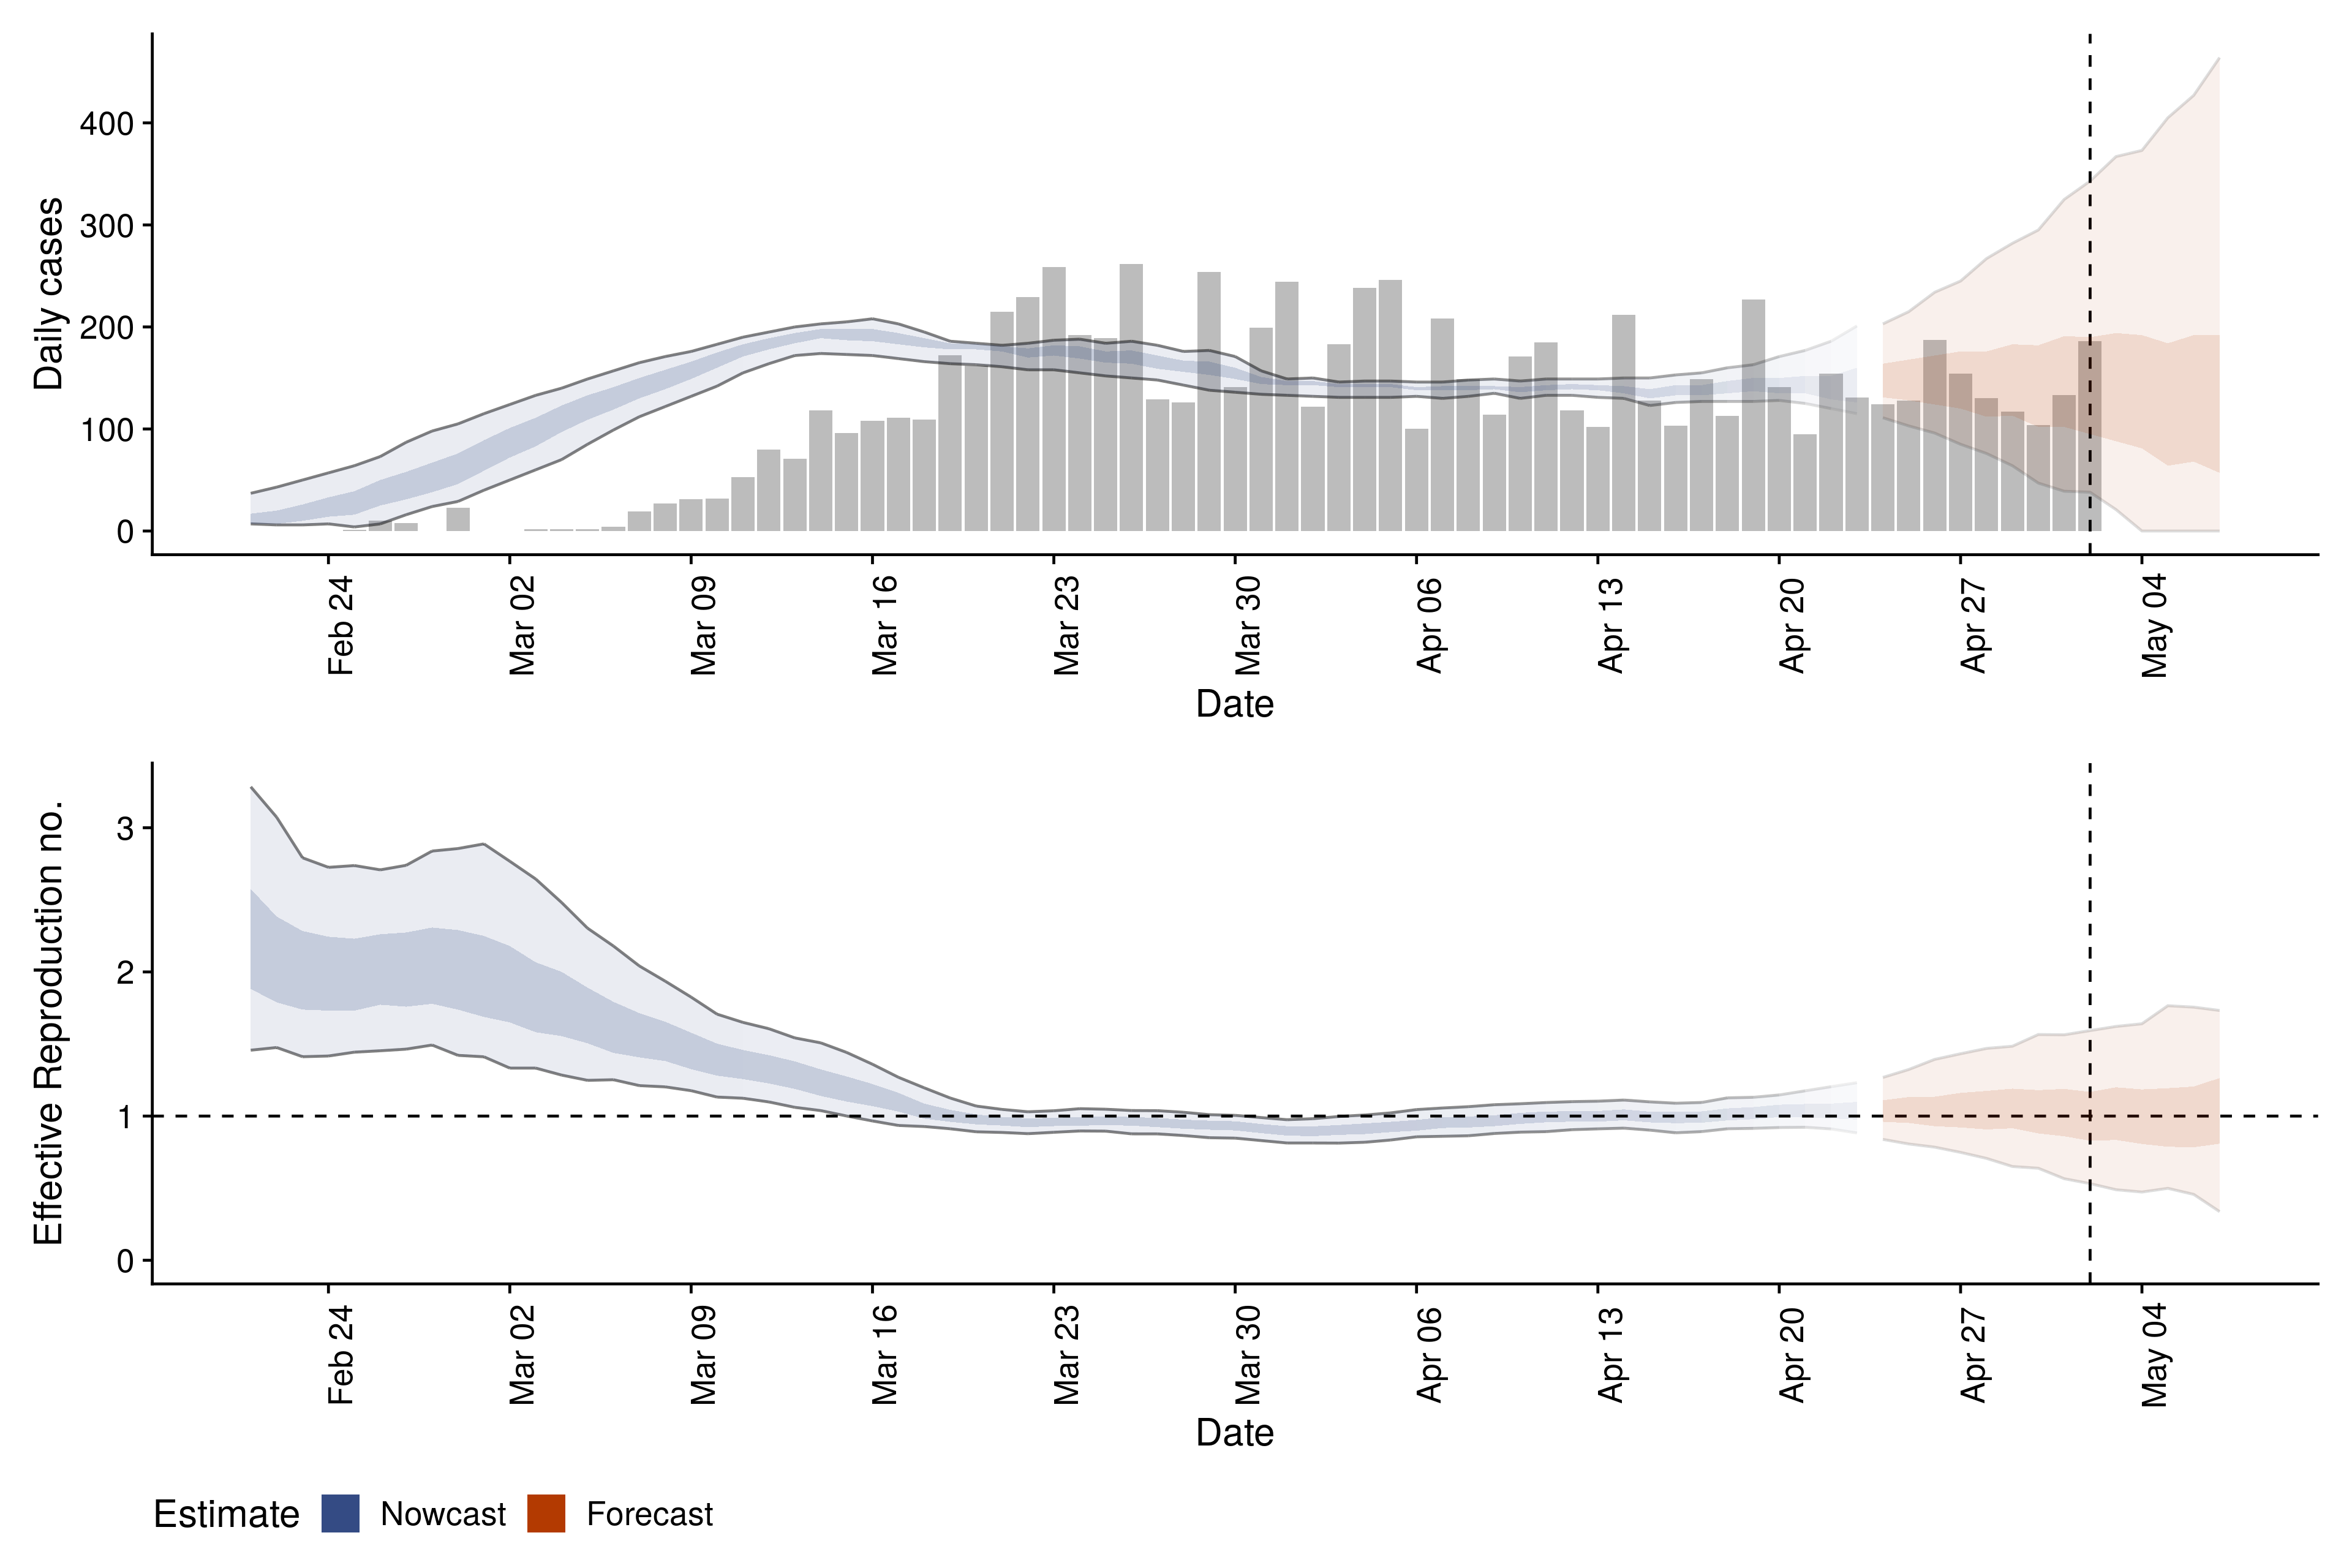 Daily cases
400
300
200
100
0
Feb 24
Mar 02
Mar 09
Mar 16
Mar 23
Mar 30
Apr 06
Apr 13
Apr 20
Apr 27
May 04
Date
Effective Reproduction no.
3
2
1
0
Feb 24
Mar 02
Mar 09
Mar 16
Mar 23
Mar 30
Apr 06
Apr 13
Apr 20
Apr 27
May 04
Date
Estimate Nowcast Forecast